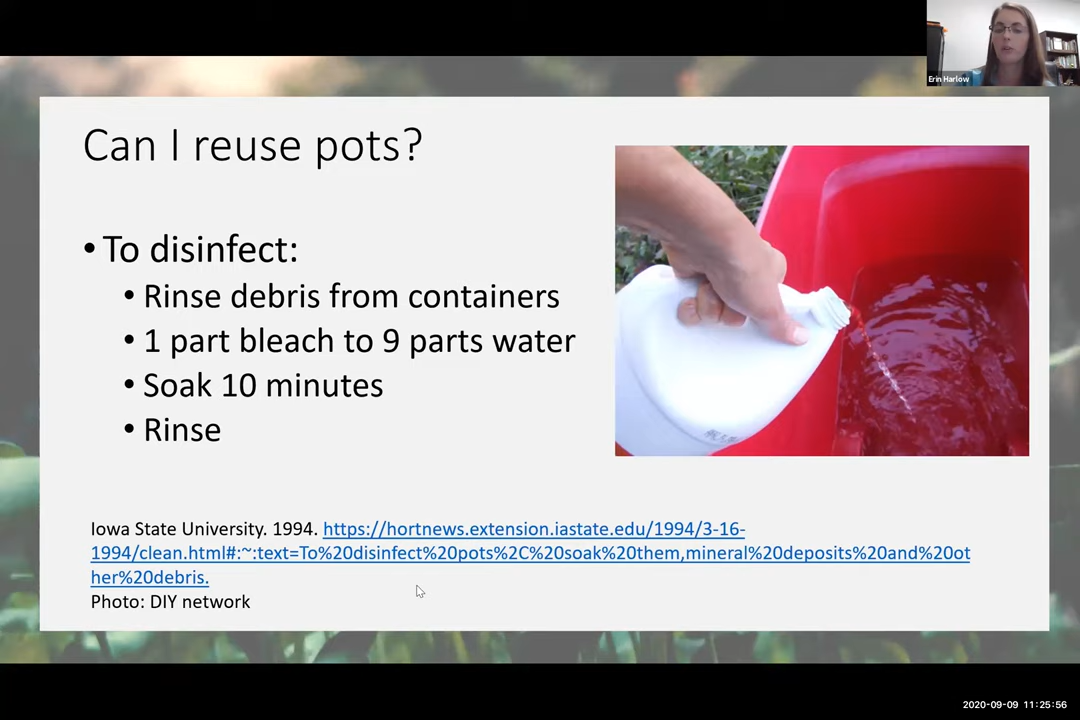 Erin Harlow
Can I reuse pots?
• To disinfect:
• Rinse debris from containers
• 1 part bleach to 9 parts water
• Soak 10 minutes
• Rinse
Iowa State University. 1994. https://hortnews.extension.iastate.edu/1994/3-16-
1994/clean.html#:~:text=To%20disinfect%20pots%2C%20soak%20them,mineral%20deposits%20and%20ot
her%20debris.
Photo: DIY network
2020-09-09 11:25:56